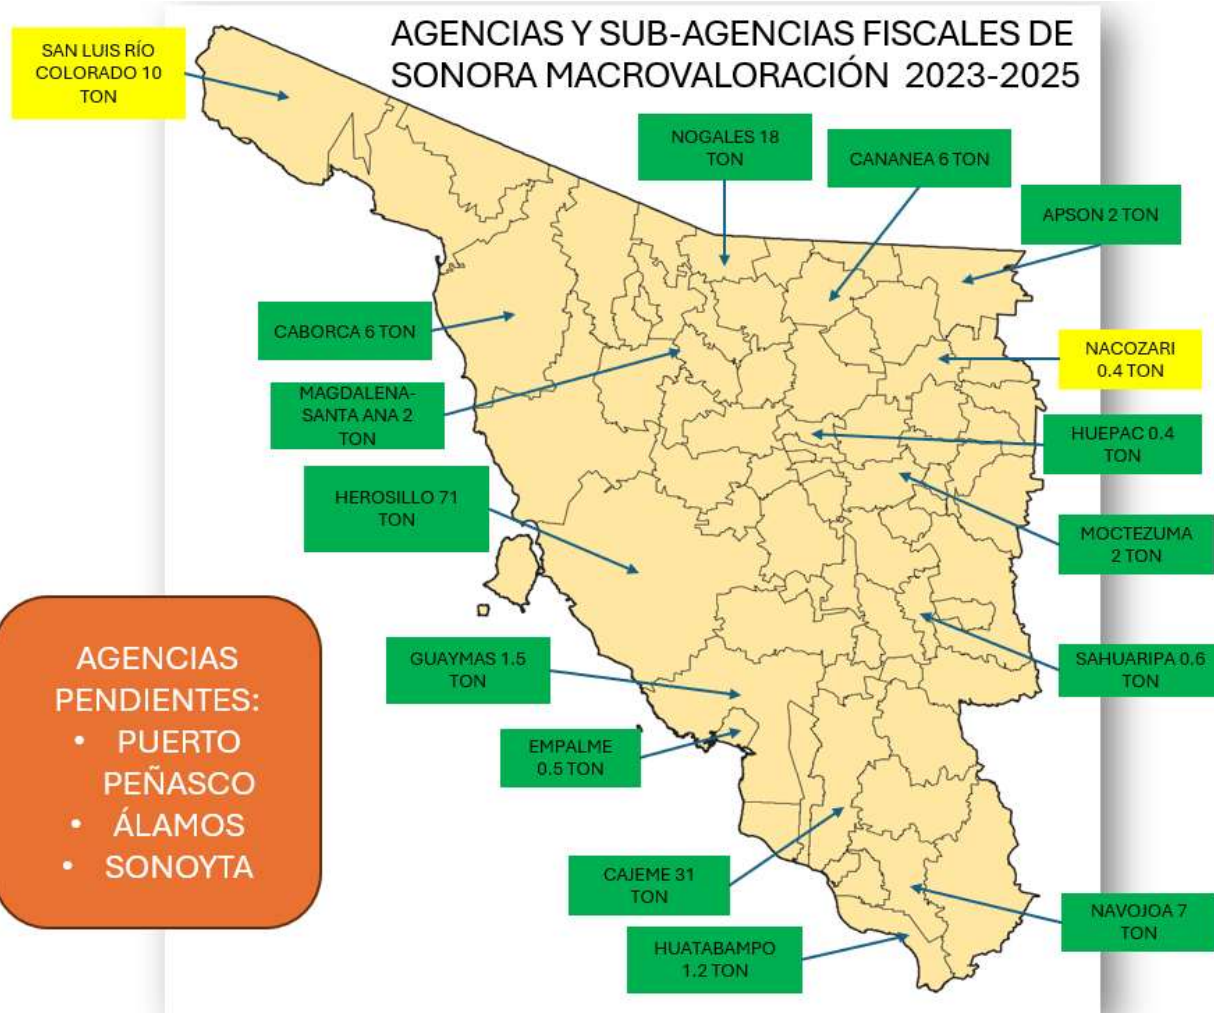 AGENCIAS Y SUB-AGENCIAS FISCALES DE
SONORA MACROVALORACIÓN 2023-2025
SAN LUIS RÍO
COLORADO 10
TON
NOGALES 18
TON
CANANEA 6 TON
APSON 2 TON
CABORCA 6 TON
NACOZARI
0.4 TON
MAGDALENA-
SANTA ANA 2
TON
HUEPAC 0.4
TON
HEROSILLO 71
TON
MOCTEZUMA
2 TON
AGENCIAS
PENDIENTES:
• PUERTO
PEÑASCO
• ÁLAMOS
• SONOYTA
GUAYMAS 1.5
TON
SAHUARIPA 0.6
TON
EMPALME
0.5 TON
CAJEME 31
TON
NAVOJOA 7
TON
HUATABAMPO
1.2 TON